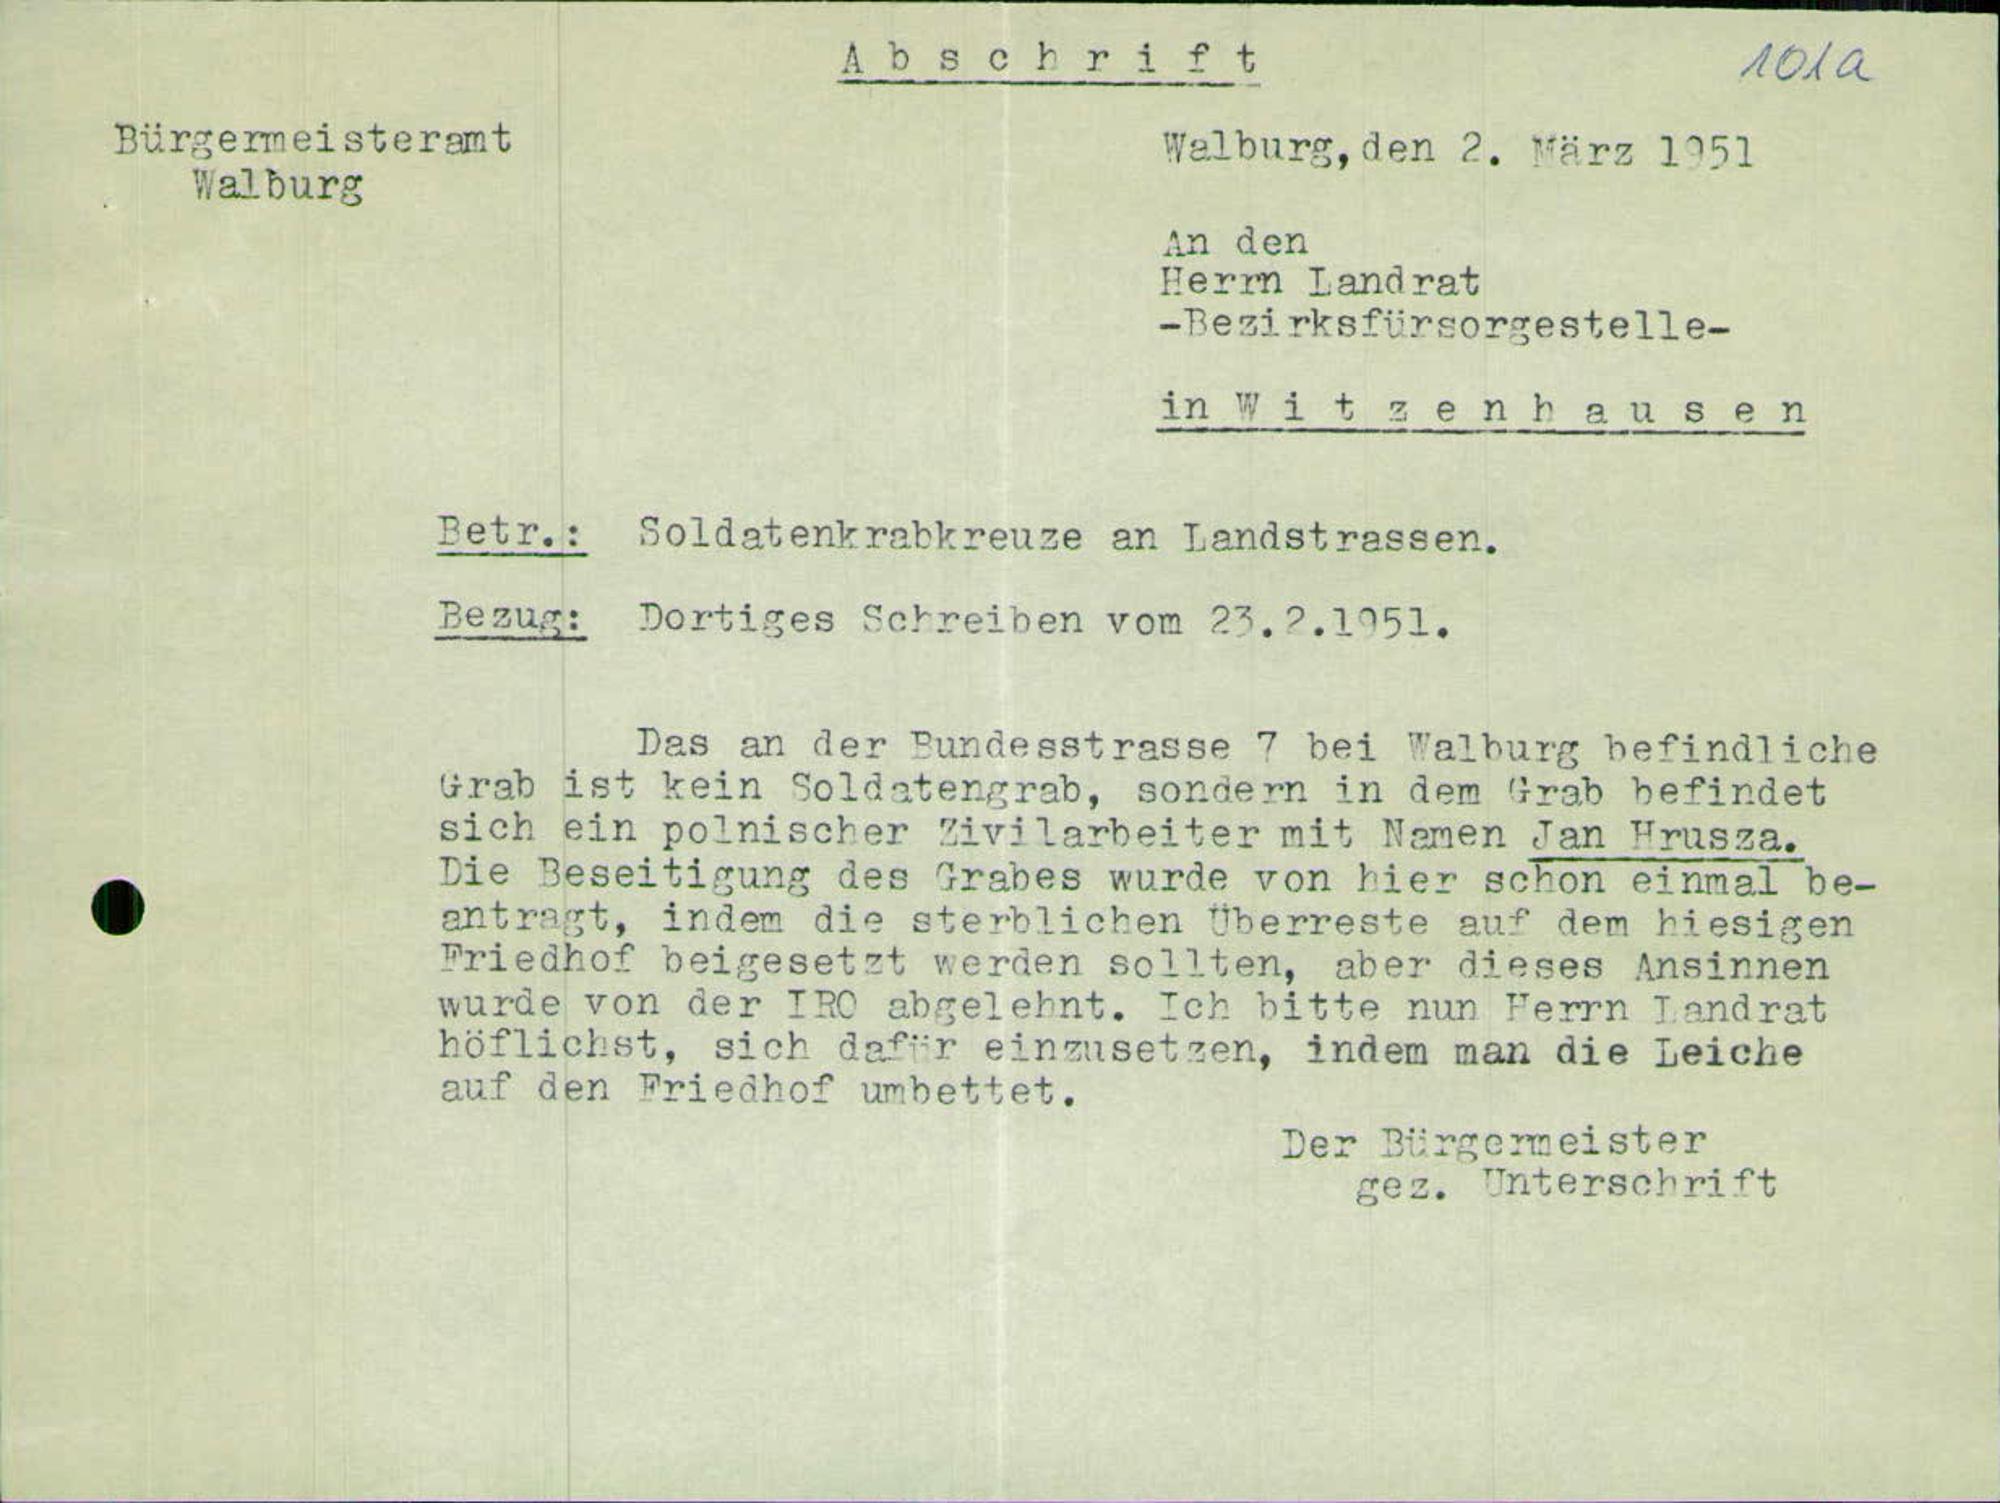 Abschrift
101a
Bürgermeisteramt
Walburg
Walburg, den 2. März 1951
An den
Herrn Landrat
-Bezirksfürsorgestelle-
in Witzenhausen
Betr.: Soldatenkrabkreuze an Landstrassen.
Bezug: Dortiges Schreiben vom 23.2.1951.
Das an der Bundesstrasse 7 bei Walburg befindliche
Grab ist kein Soldatengrab, sondern in dem Grab befindet
sich ein polnischer Zivilarbeiter mit Namen Jan Hrusza.
Die Beseitigung des Grabes wurde von hier schon einmal be-
antragt, indem die sterblichen Überreste auf dem hiesigen
Friedhof beigesetzt werden sollten, aber dieses Ansinnen
wurde von der IRO abgelehnt. Ich bitte nun Herrn Landrat
höflichst, sich dafür einzusetzen, indem man die Leiche
auf den Friedhof umbettet.
Der Bürgermeister
gez. Unterschrift